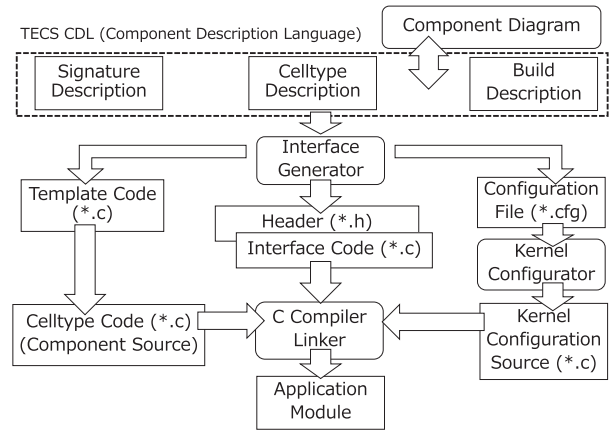 Component Diagram
TECS CDL (Component Description Language)
Signature
Description
Celltype
Description
Build
Description
Interface
Generator
Template Code
(*.c)
Header (*.h)
Interface Code (*.c)
Configuration
File (*.cfg)
Kernel
Configurator
Celltype Code (*.c)
(Component Source)
C Compiler
Linker
Kernel
Configuration
Source (*.c)
Application
Module